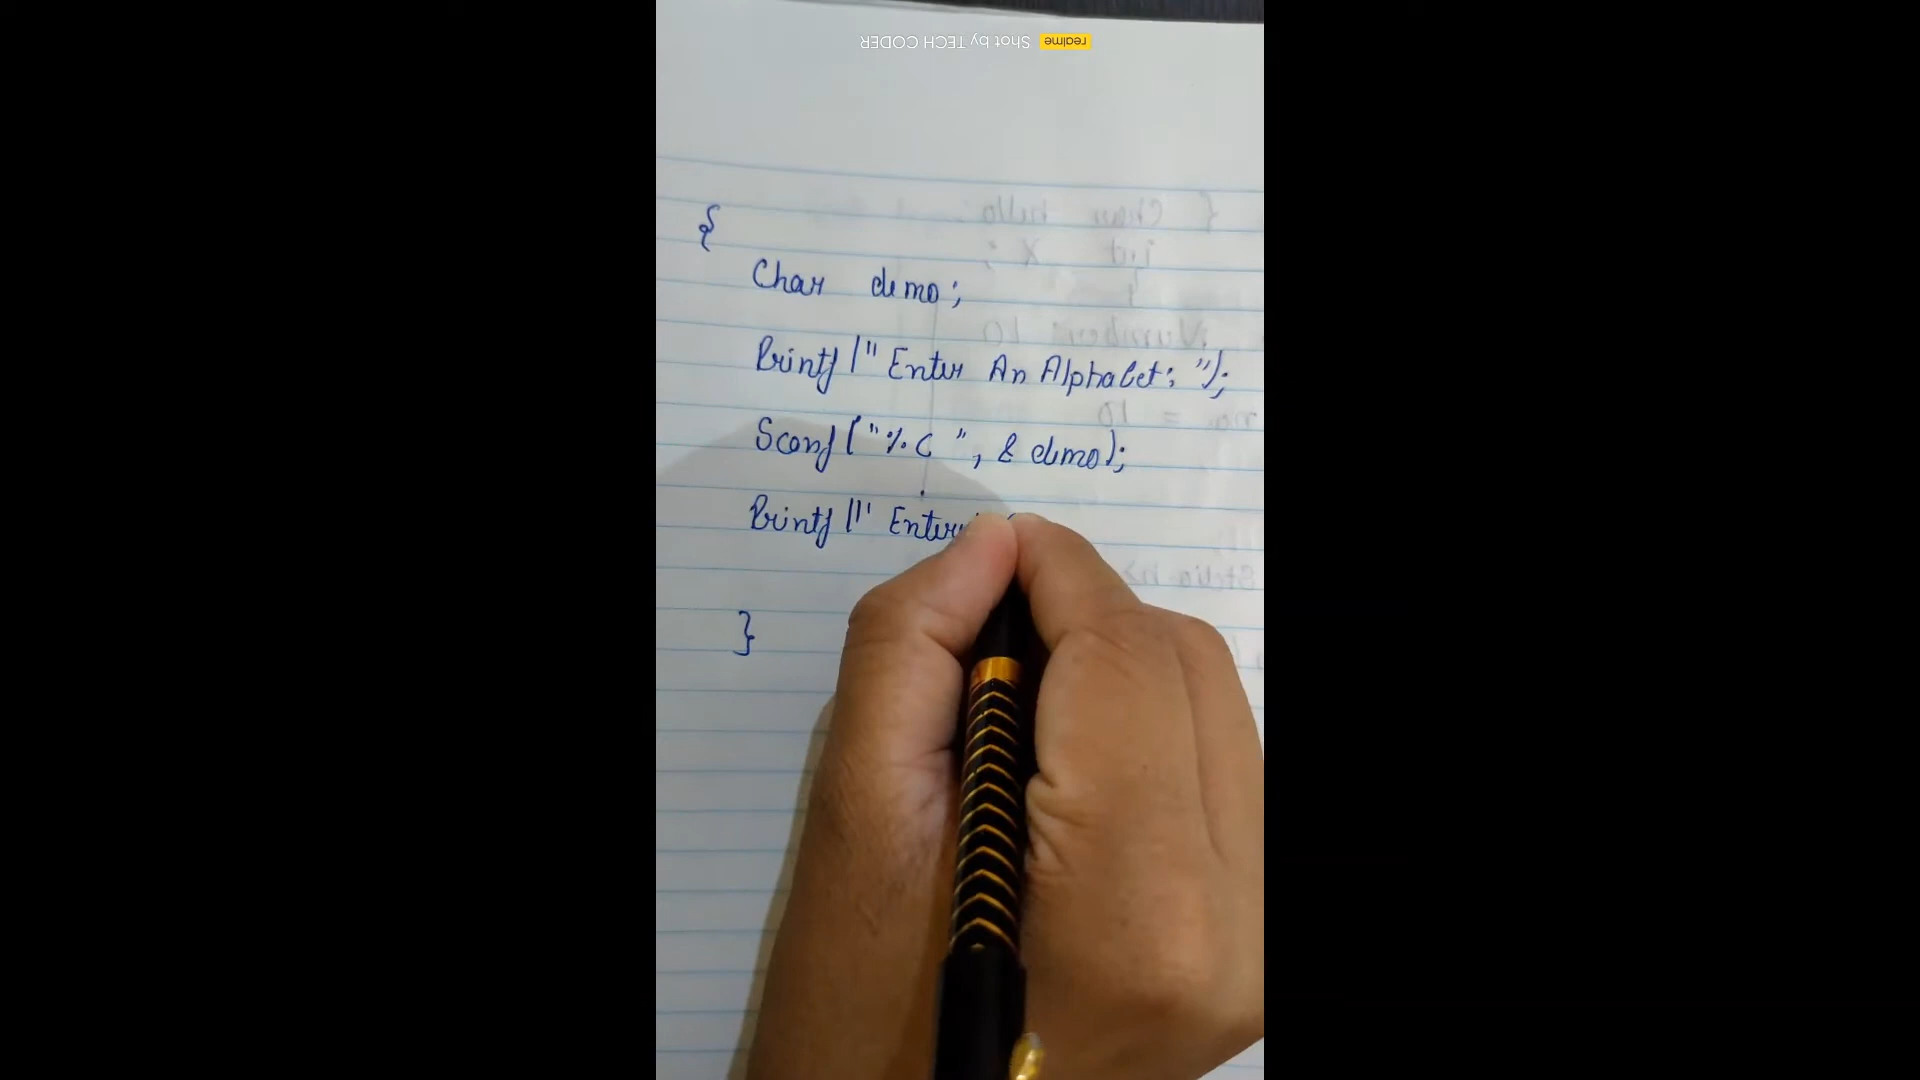 realme Shot by TECH CODER
{
Char demo;
Printf(" Enter An Alphabet: ");
Scanf("%c ", & demo);
Printf(" Enter
}